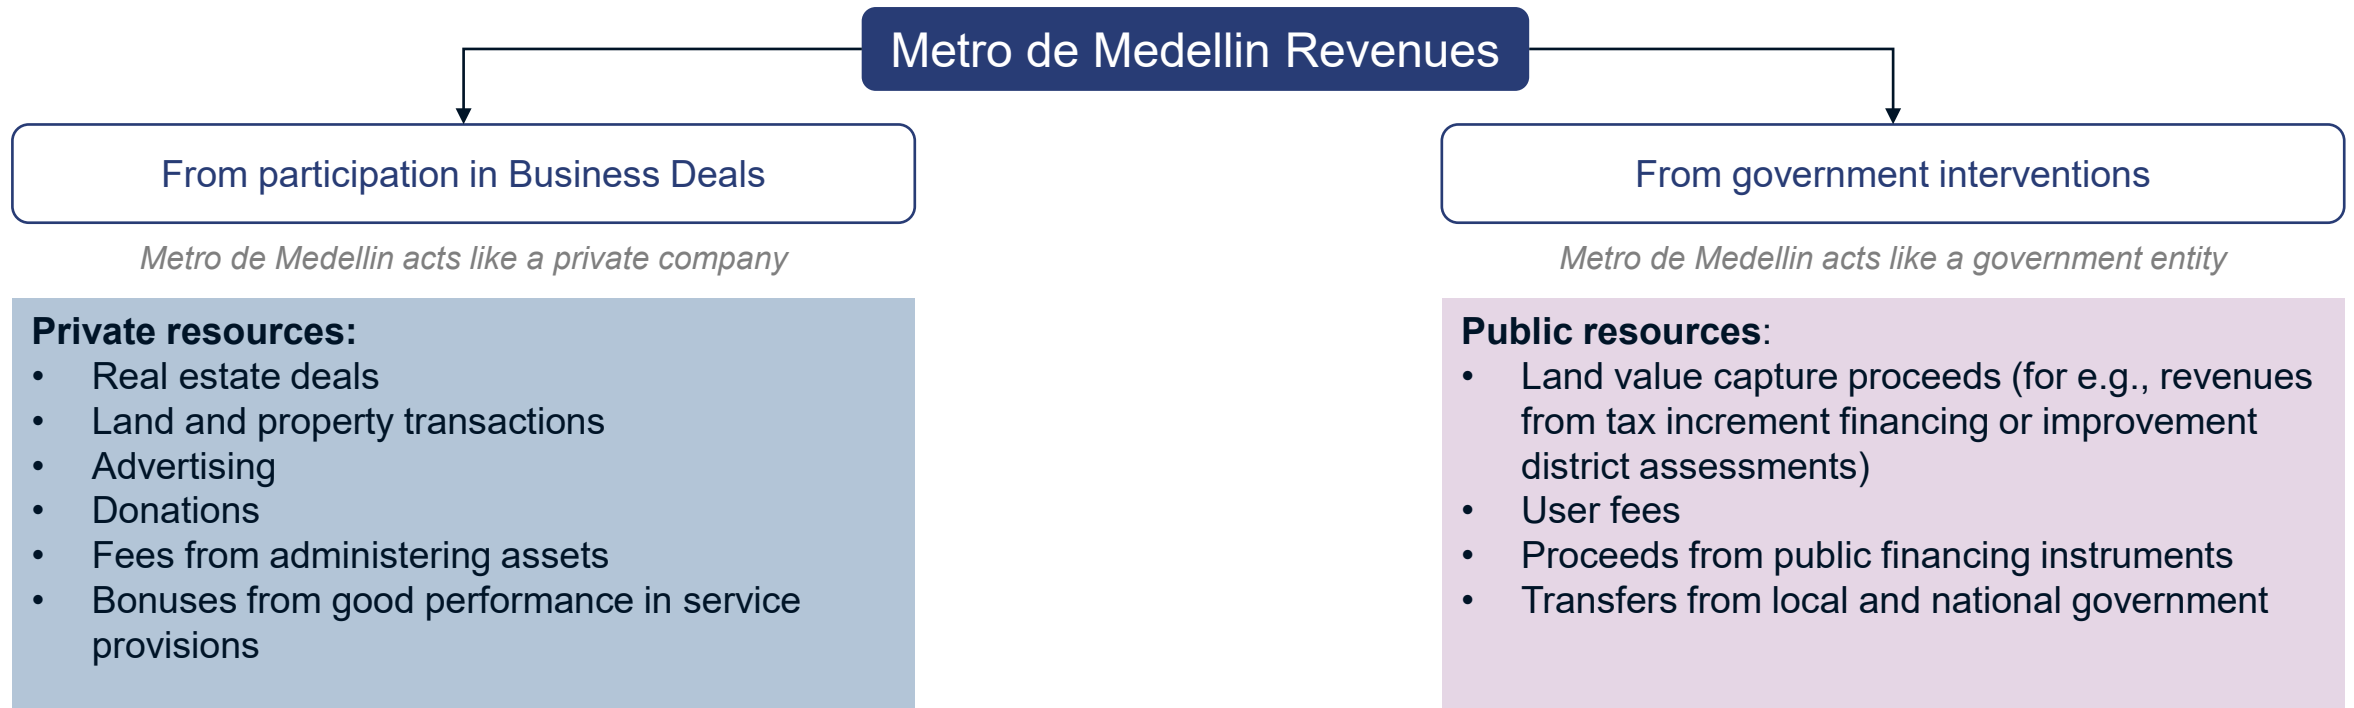 Metro de Medellin Revenues
From participation in Business Deals
Metro de Medellin acts like a private company
Private resources:
• Real estate deals
• Land and property transactions
• Advertising
• Donations
• Fees from administering assets
• Bonuses from good performance in service
provisions
From government interventions
Metro de Medellin acts like a government entity
Public resources:
• Land value capture proceeds (for e.g., revenues
from tax increment financing or improvement
district assessments)
• User fees
• Proceeds from public financing instruments
• Transfers from local and national government